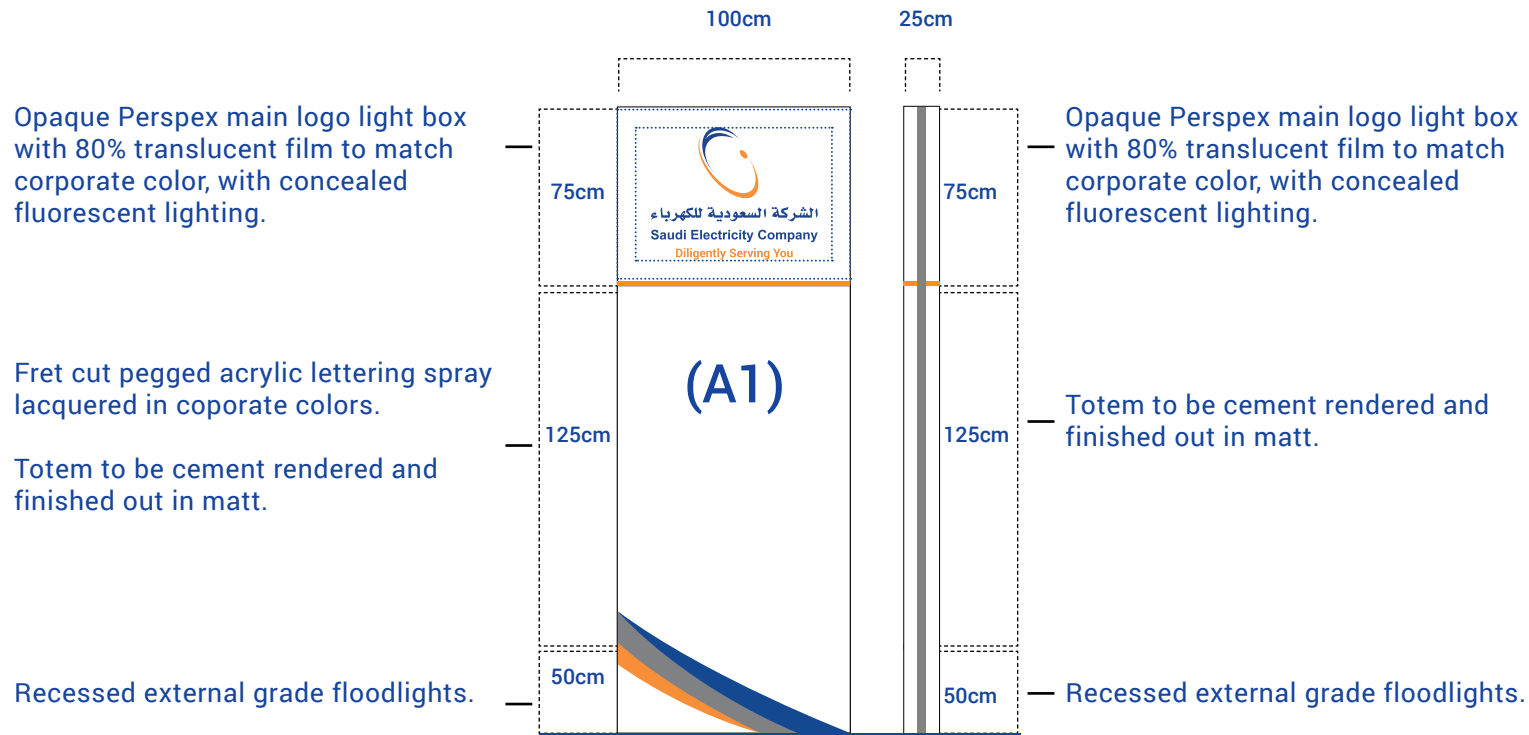 100cm
25cm
Opaque Perspex main logo light box
with 80% translucent film to match
corporate color, with concealed
fluorescent lighting.
75cm
الشركة السعودية للكهرباء
Saudi Electricity Company
Diligently Serving You
75cm
Opaque Perspex main logo light box
with 80% translucent film to match
corporate color, with concealed
fluorescent lighting.
Fret cut pegged acrylic lettering spray
lacquered in coporate colors.
Totem to be cement rendered and
finished out in matt.
125cm
(A1)
125cm
Totem to be cement rendered and
finished out in matt.
Recessed external grade floodlights.
50cm
50cm
Recessed external grade floodlights.